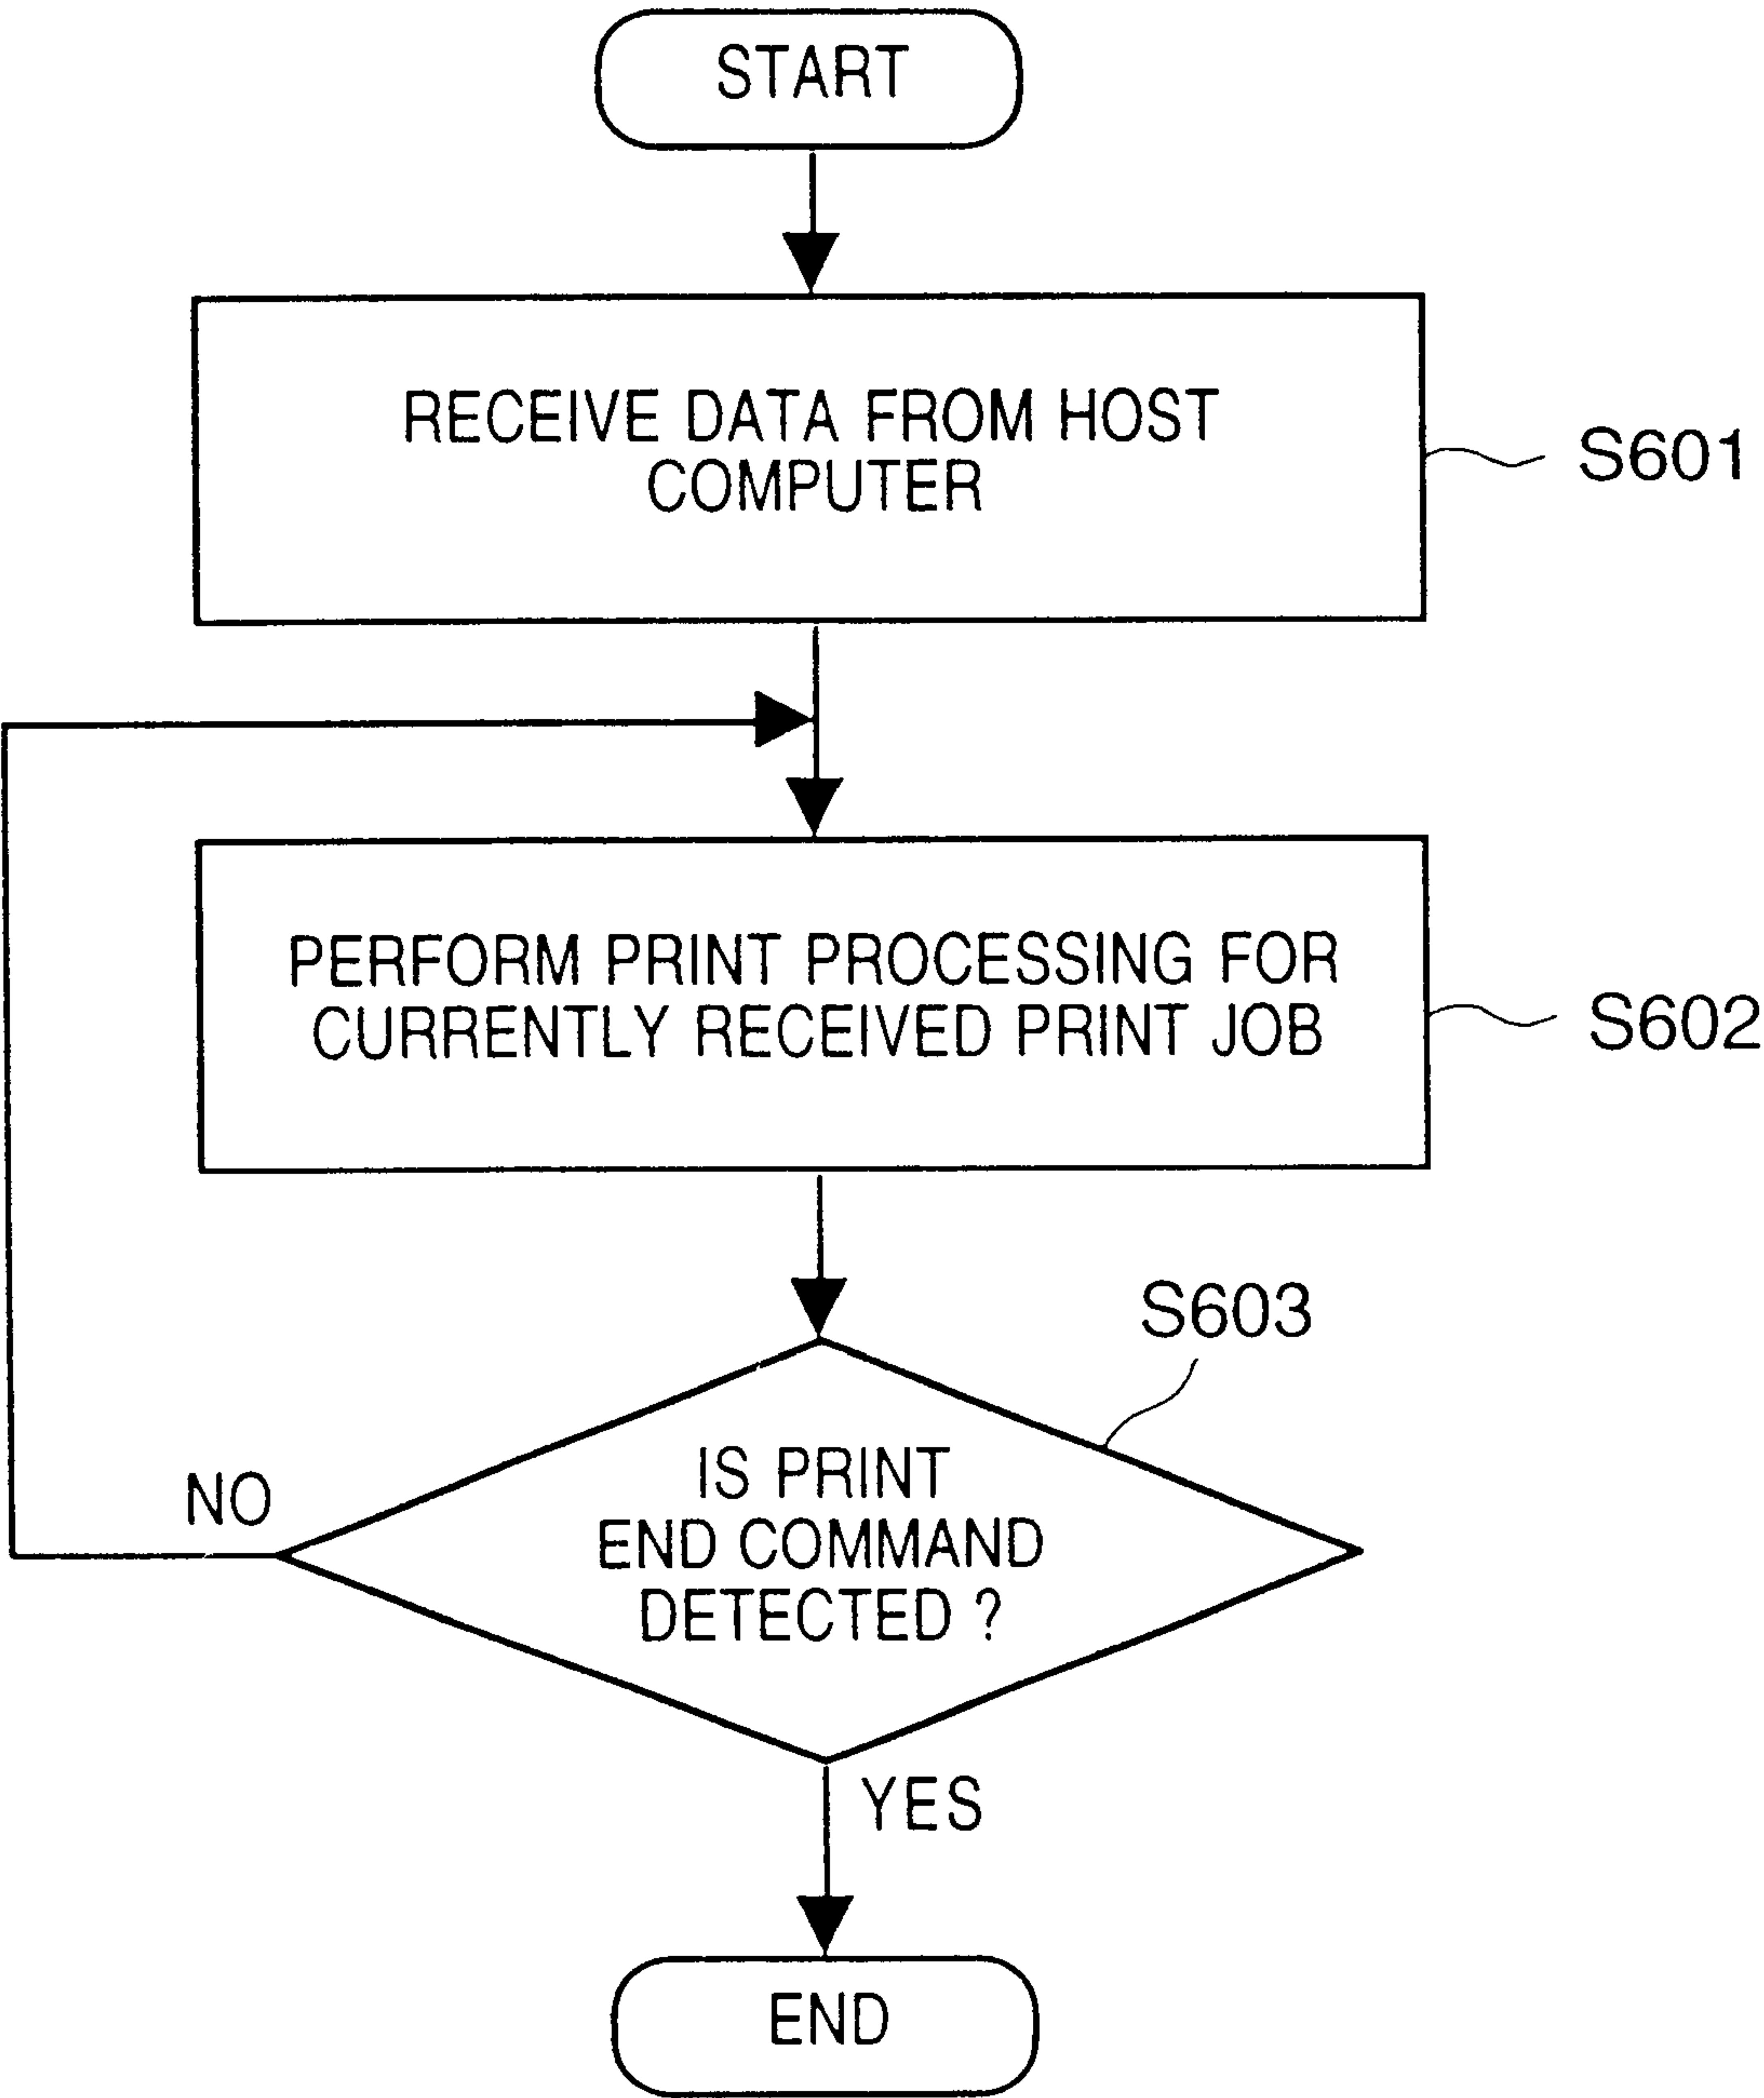 START
RECEIVE DATA FROM HOST
COMPUTER
S601
PERFORM PRINT PROCESSING FOR
CURRENTLY RECEIVED PRINT JOB
S602
S603
IS PRINT
END COMMAND
DETECTED ?
NO
YES
END